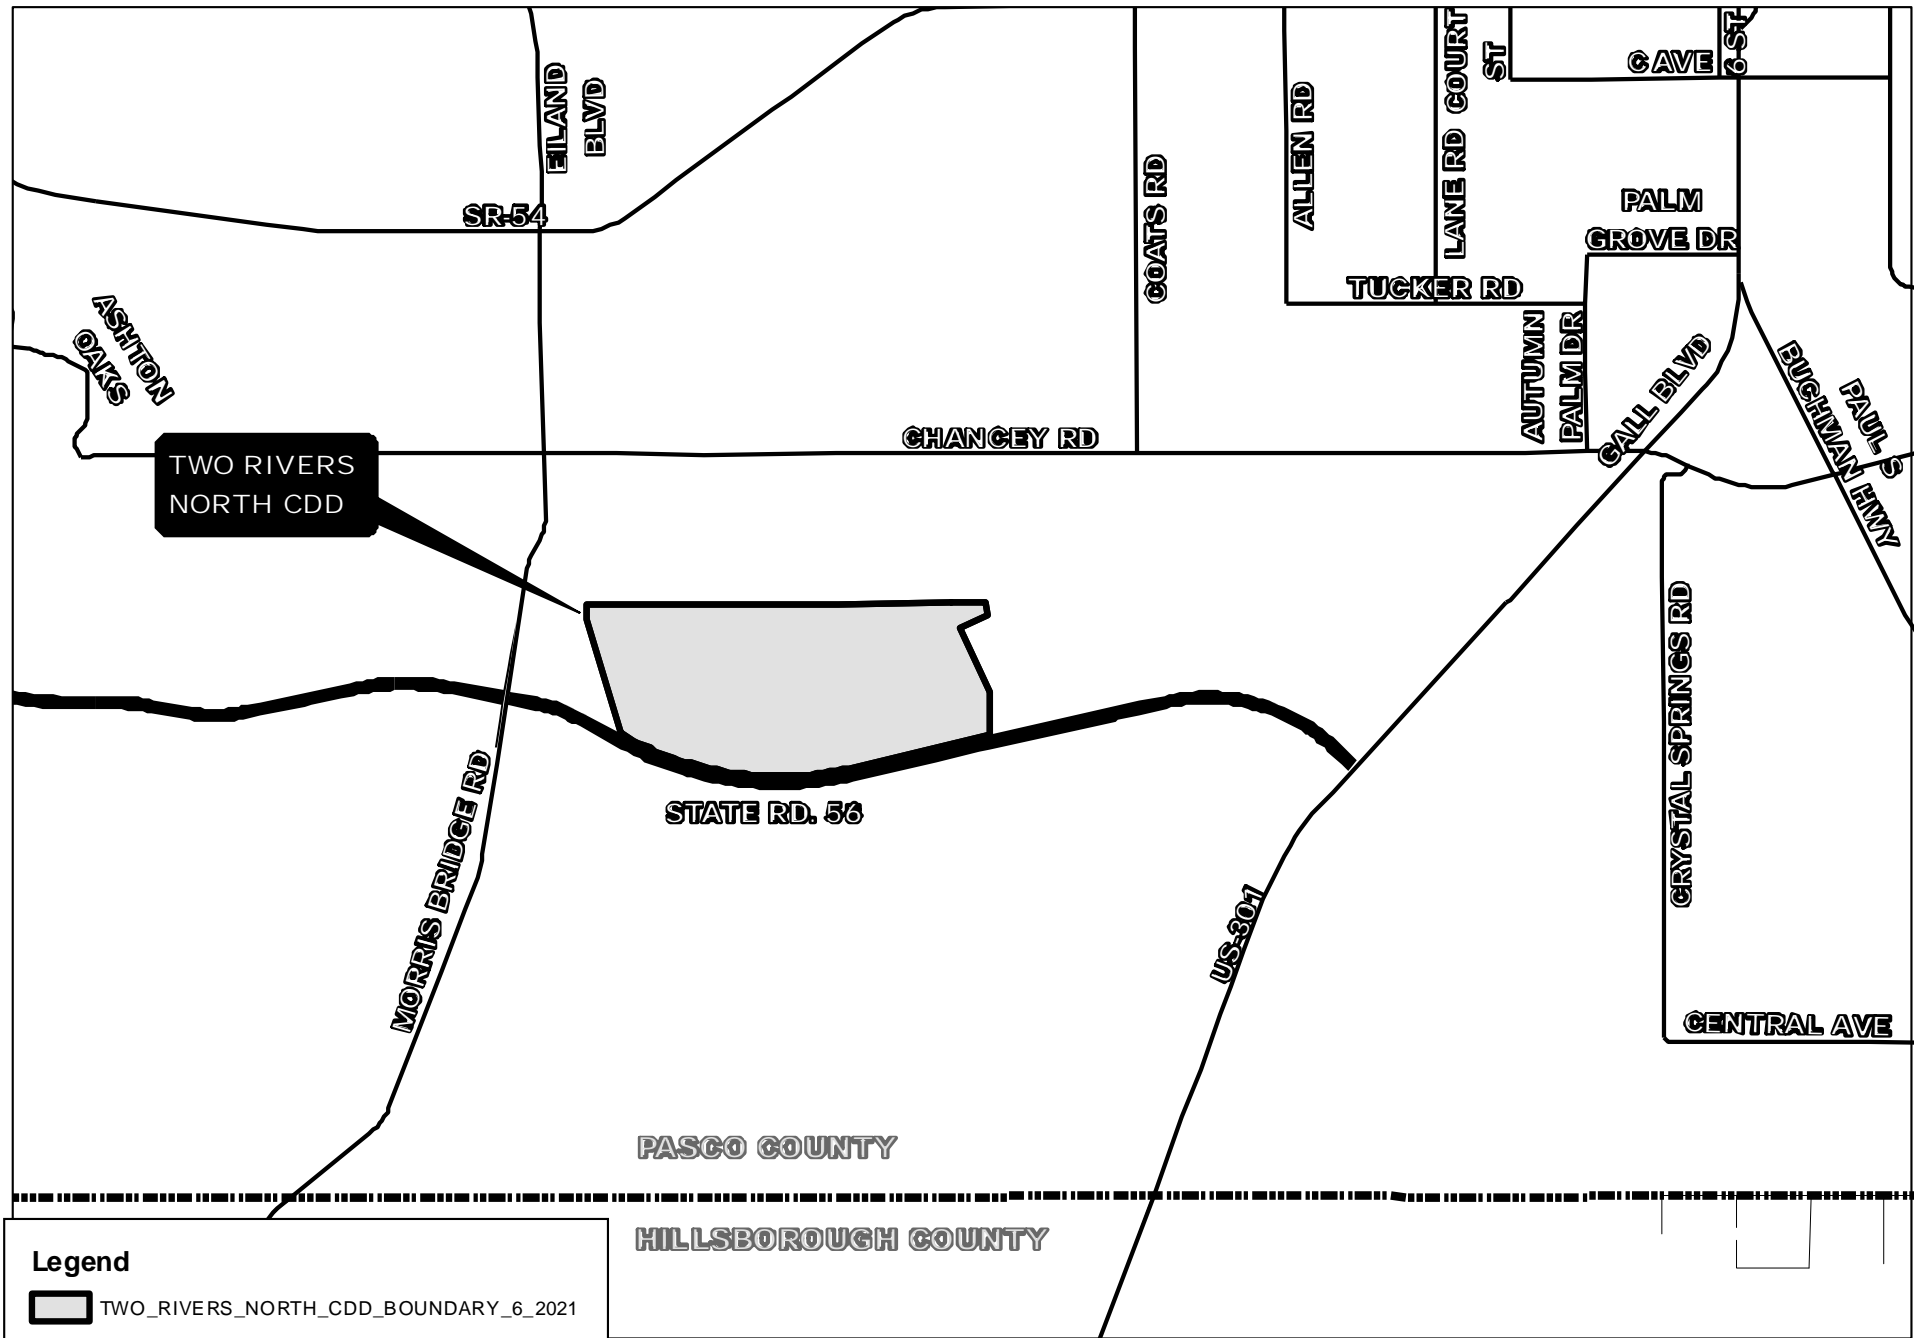 EILAND
BLVD
SR-54
COATS RD
ALLEN RD
LANE RD
COURT
ST
C AVE
6 ST
PALM
GROVE DR
TUCKER RD
AUTUMN
PALM DR
GALL BLVD
PAUL S
BUCHMAN HWY
ASHTON
OAKS
CHANCEY RD
TWO RIVERS
NORTH CDD
STATE RD. 56
MORRIS BRIDGE RD
US-301
CRYSTAL SPRINGS RD
CENTRAL AVE
PASCO COUNTY
HILLSBOROUGH COUNTY
Legend
TWO_RIVERS_NORTH_CDD_BOUNDARY_6_2021